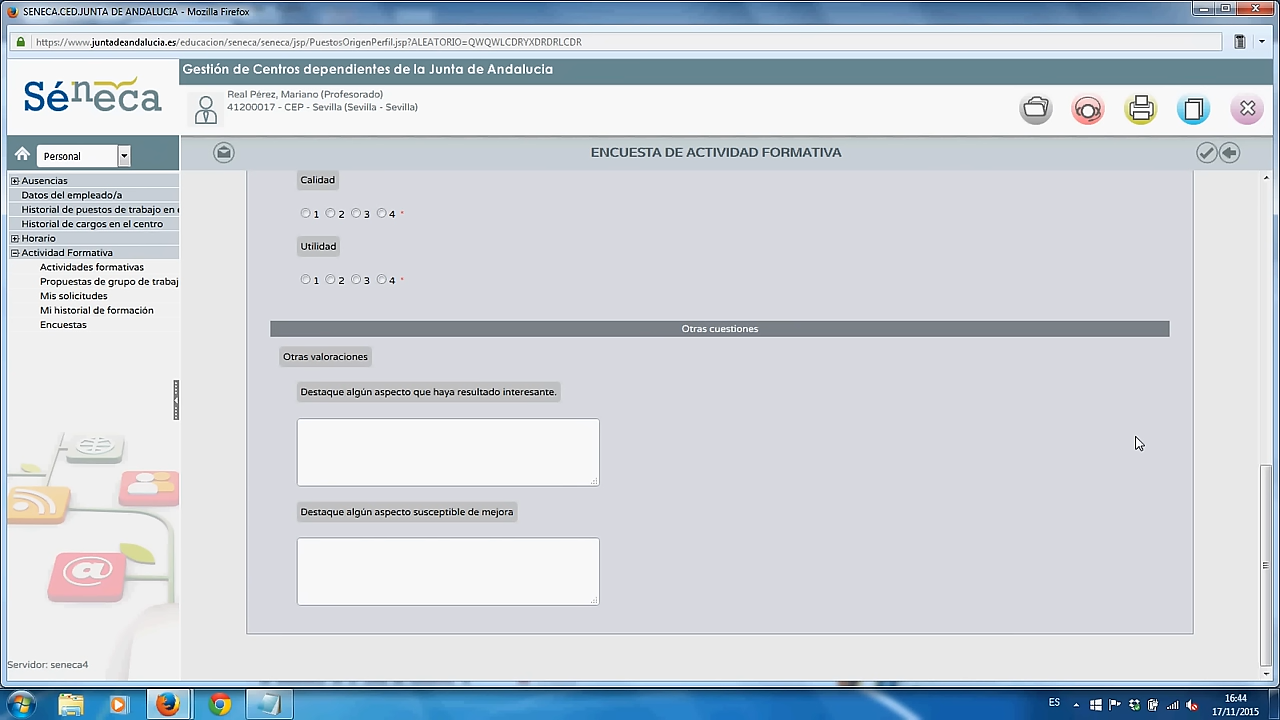 SENECA.CED.JUNTA DE ANDALUCIA - Mozilla Firefox
https://www.juntadeandalucia.es/educacion/seneca/seneca/jsp/PuestosOrigenPerfil.jsp?ALEATORIO=QWQWLCDRYXDRDRLCDR
Gestión de Centros dependientes de la Junta de Andalucia
Séneca
Real Pérez, Mariano (Profesorado)
41200017 - CEP - Sevilla (Sevilla - Sevilla)
Personal
ENCUESTA DE ACTIVIDAD FORMATIVA
Ausencias
Datos del empleado/a
Historial de puestos de trabajo en
Historial de cargos en el centro
Horario
Actividad Formativa
Actividades formativas
Propuestas de grupo de trabaj
Mis solicitudes
Mi historial de formación
Encuestas
Calidad
1 2 3 4 *
Utilidad
1 2 3 4 *
Otras cuestiones
Otras valoraciones
Destaque algún aspecto que haya resultado interesante.
Destaque algún aspecto susceptible de mejora
Servidor: seneca4
ES
16:44
17/11/2015